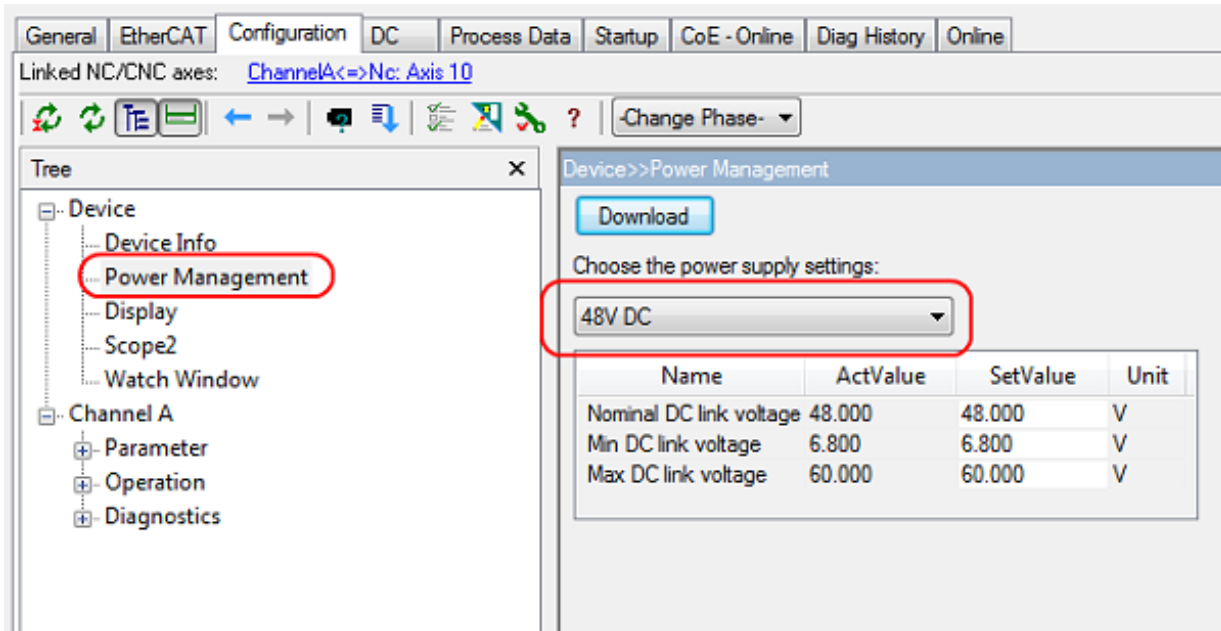 General EtherCAT Configuration DC Process Data Startup CoE - Online Diag History Online
Linked NC/CNC axes: ChannelA<=>Nc: Axis 10
? -Change Phase-
Tree
Device
Device Info
Power Management
Display
Scope2
Watch Window
Channel A
Parameter
Operation
Diagnostics
Device>>Power Management
Download
Choose the power supply settings:
48V DC
Name ActValue SetValue Unit
Nominal DC link voltage 48.000 48.000 V
Min DC link voltage 6.800 6.800 V
Max DC link voltage 60.000 60.000 V